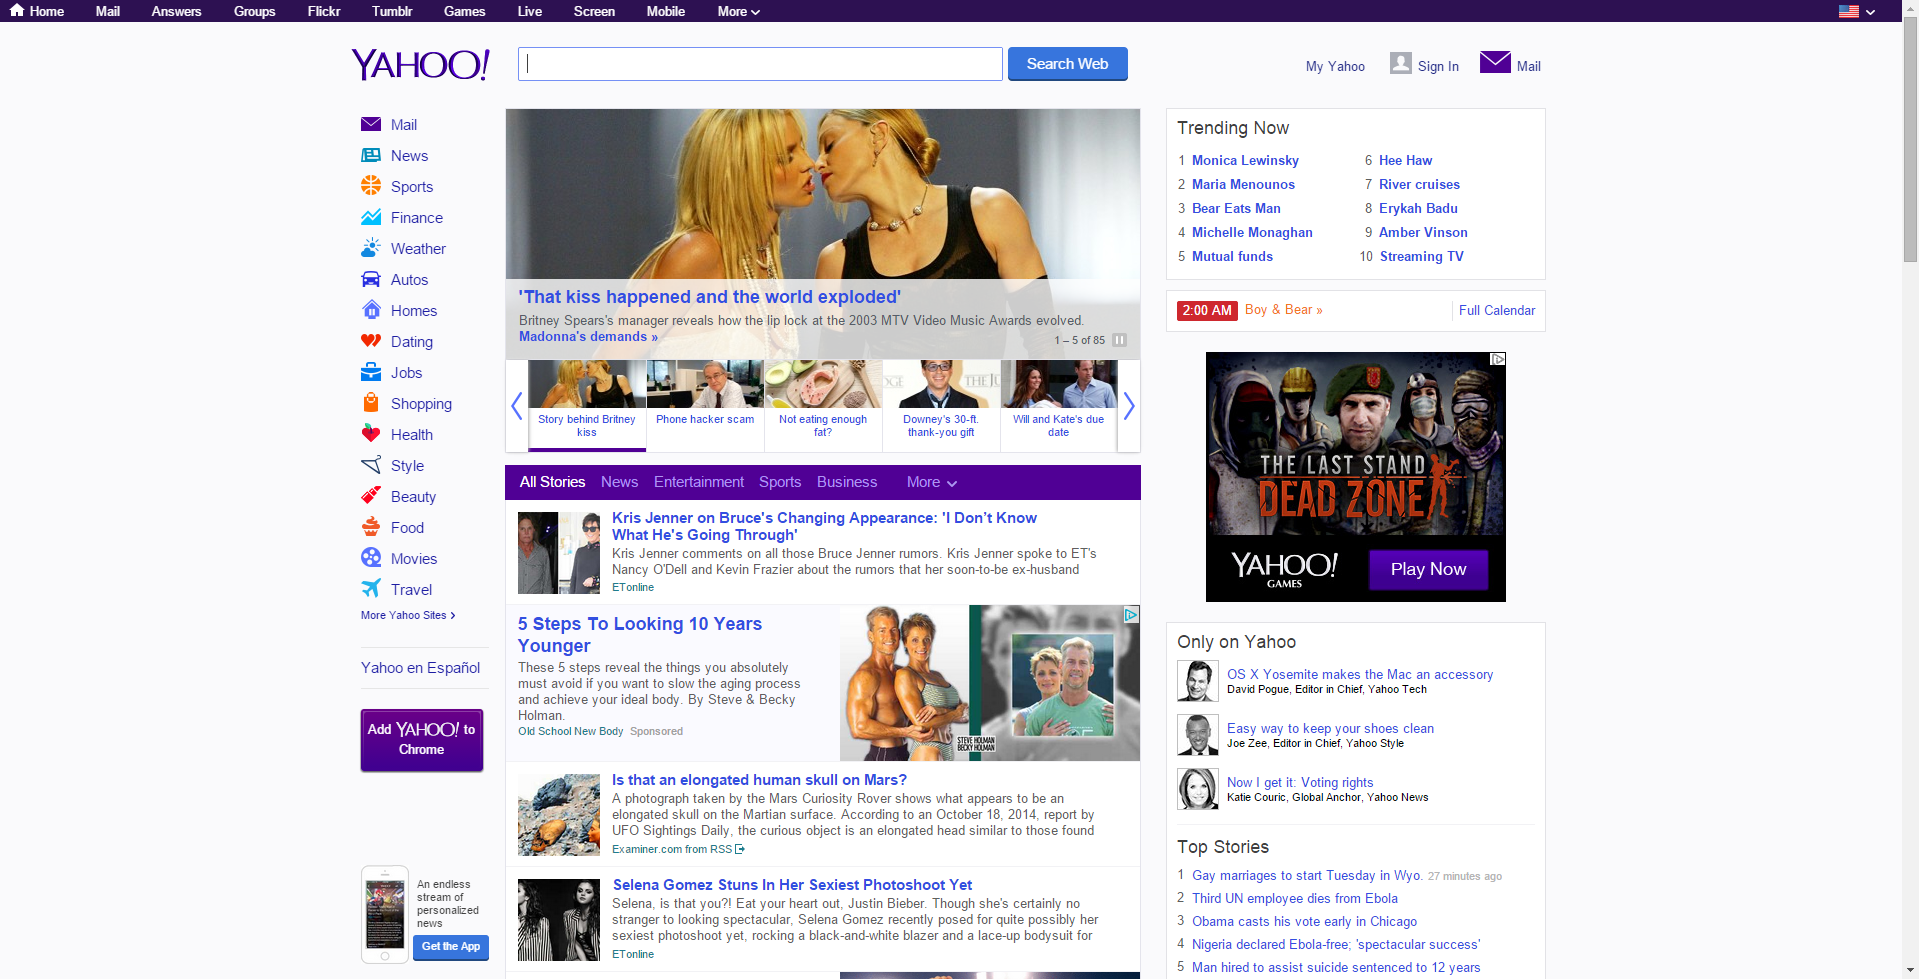 Home Mail Answers Groups Flickr Tumblr Games Live Screen Mobile More
YAHOO!
Search Web
My Yahoo Sign In Mail
Mail
News
Sports
Finance
Weather
Autos
Homes
Dating
Jobs
Shopping
Health
Style
Beauty
Food
Movies
Travel
More Yahoo Sites >
Yahoo en Español
Add YAHOO! to
Chrome
An endless
stream of
personalized
news
Get the App
'That kiss happened and the world exploded'
Britney Spears's manager reveals how the lip lock at the 2003 MTV Video Music Awards evolved.
Madonna's demands »
1 – 5 of 85
Story behind Britney
kiss
Phone hacker scam
Not eating enough
fat?
Downey's 30-ft.
thank-you gift
Will and Kate's due
date
All Stories News Entertainment Sports Business More
Kris Jenner on Bruce's Changing Appearance: 'I Don’t Know
What He's Going Through'
Kris Jenner comments on all those Bruce Jenner rumors. Kris Jenner spoke to ET's
Nancy O'Dell and Kevin Frazier about the rumors that her soon-to-be ex-husband
ETonline
5 Steps To Looking 10 Years
Younger
These 5 steps reveal the things you absolutely
must avoid if you want to slow the aging process
and achieve your ideal body. By Steve & Becky
Holman.
Old School New Body Sponsored
STEVE HOLMAN
BECKY HOLMAN
Is that an elongated human skull on Mars?
A photograph taken by the Mars Curiosity Rover shows what appears to be an
elongated skull on the Martian surface. According to an October 18, 2014, report by
UFO Sightings Daily, the curious object is an elongated head similar to those found
Examiner.com from RSS
Selena Gomez Stuns In Her Sexiest Photoshoot Yet
Selena, is that you?! Eat your heart out, Justin Bieber. Though she's certainly no
stranger to looking spectacular, Selena Gomez recently posed for quite possibly her
sexiest photoshoot yet, rocking a black-and-white blazer and a lace-up bodysuit for
ETonline
Trending Now
1 Monica Lewinsky
2 Maria Menounos
3 Bear Eats Man
4 Michelle Monaghan
5 Mutual funds
6 Hee Haw
7 River cruises
8 Erykah Badu
9 Amber Vinson
10 Streaming TV
2:00 AM Boy & Bear » Full Calendar
THE LAST STAND
DEAD ZONE
YAHOO!
GAMES
Play Now
Only on Yahoo
OS X Yosemite makes the Mac an accessory
David Pogue, Editor in Chief, Yahoo Tech
Easy way to keep your shoes clean
Joe Zee, Editor in Chief, Yahoo Style
Now I get it: Voting rights
Katie Couric, Global Anchor, Yahoo News
Top Stories
1 Gay marriages to start Tuesday in Wyo. 27 minutes ago
2 Third UN employee dies from Ebola
3 Obama casts his vote early in Chicago
4 Nigeria declared Ebola-free; 'spectacular success'
5 Man hired to assist suicide sentenced to 12 years